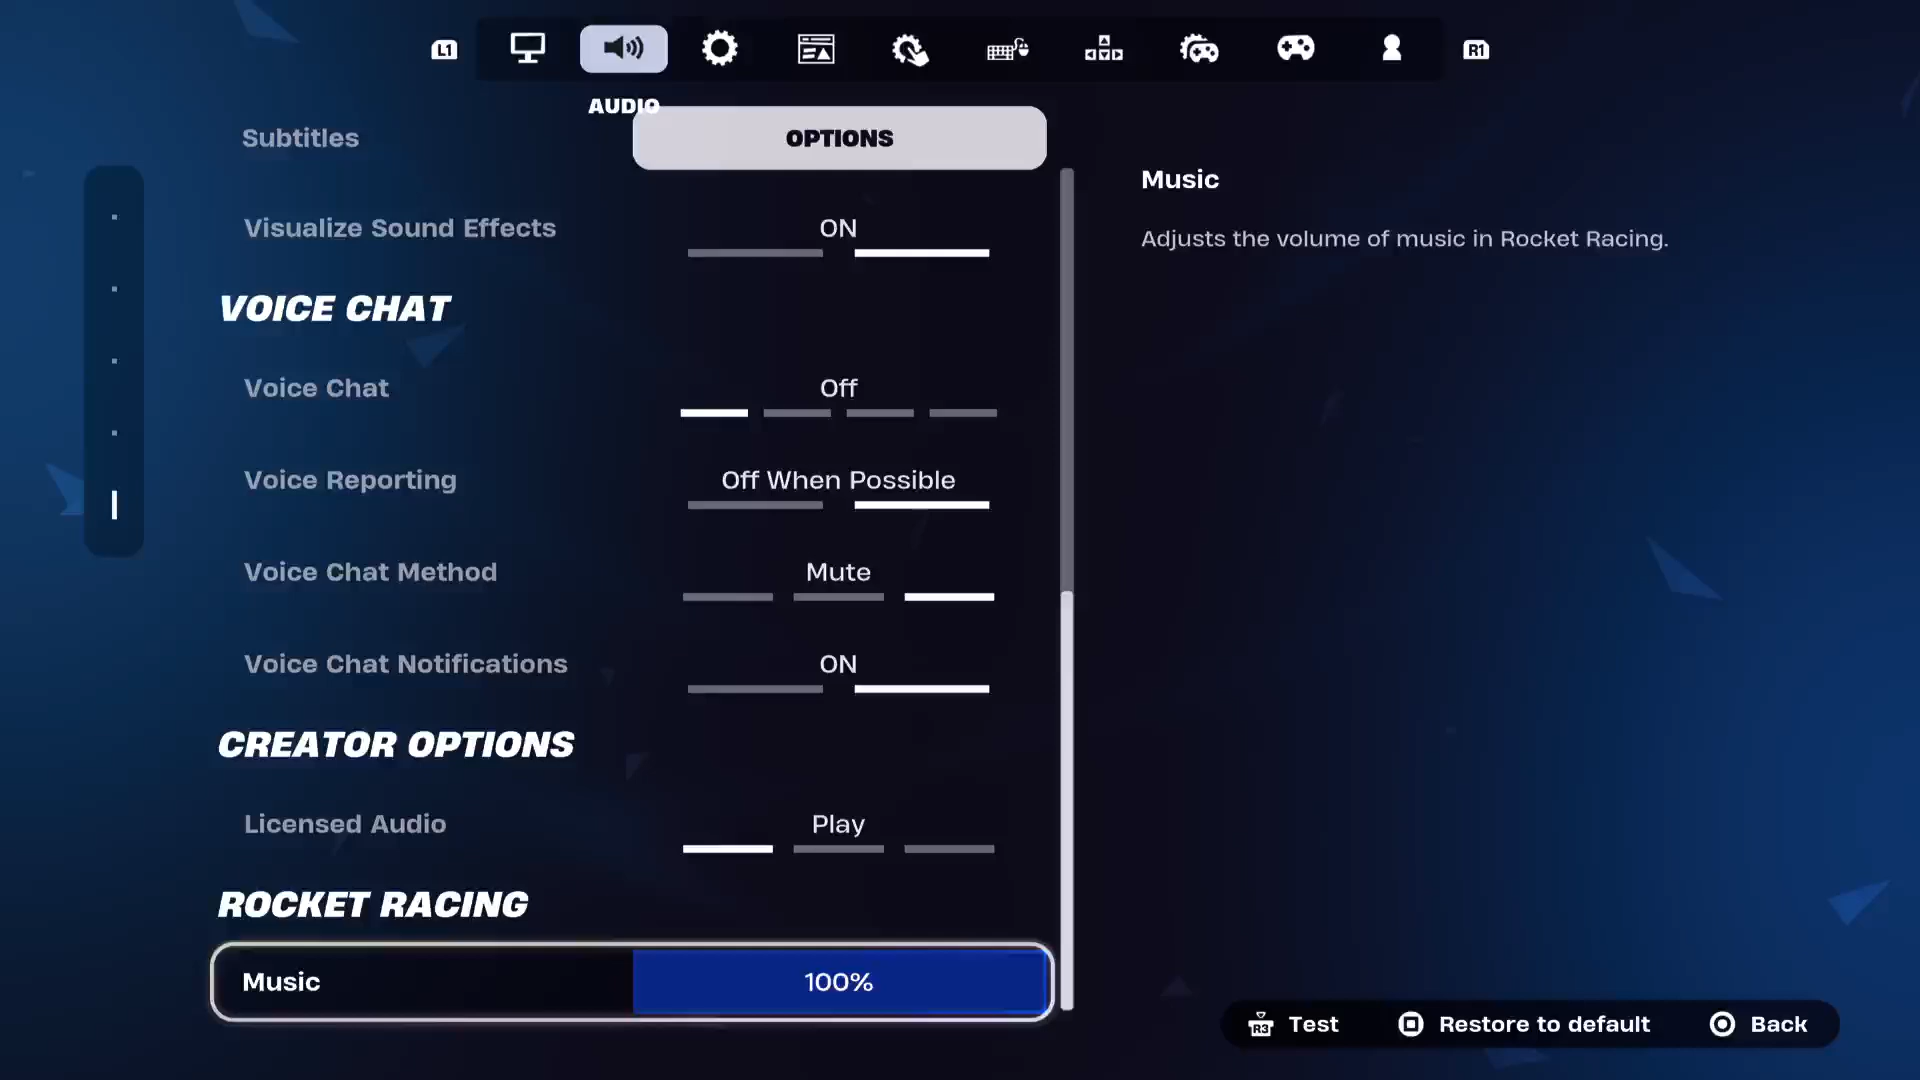 L1
R1
AUDIO
Subtitles
OPTIONS
Music
Adjusts the volume of music in Rocket Racing.
Visualize Sound Effects
ON
VOICE CHAT
Voice Chat
Off
Voice Reporting
Off When Possible
Voice Chat Method
Mute
Voice Chat Notifications
ON
CREATOR OPTIONS
Licensed Audio
Play
ROCKET RACING
Music
100%
R3 Test
Restore to default
Back